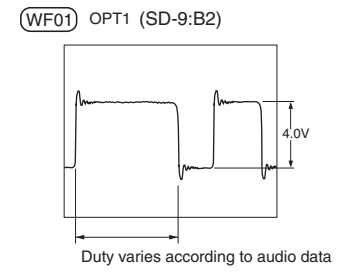 WF01 OPT1 (SD-9:B2)
4.0V
Duty varies according to audio data